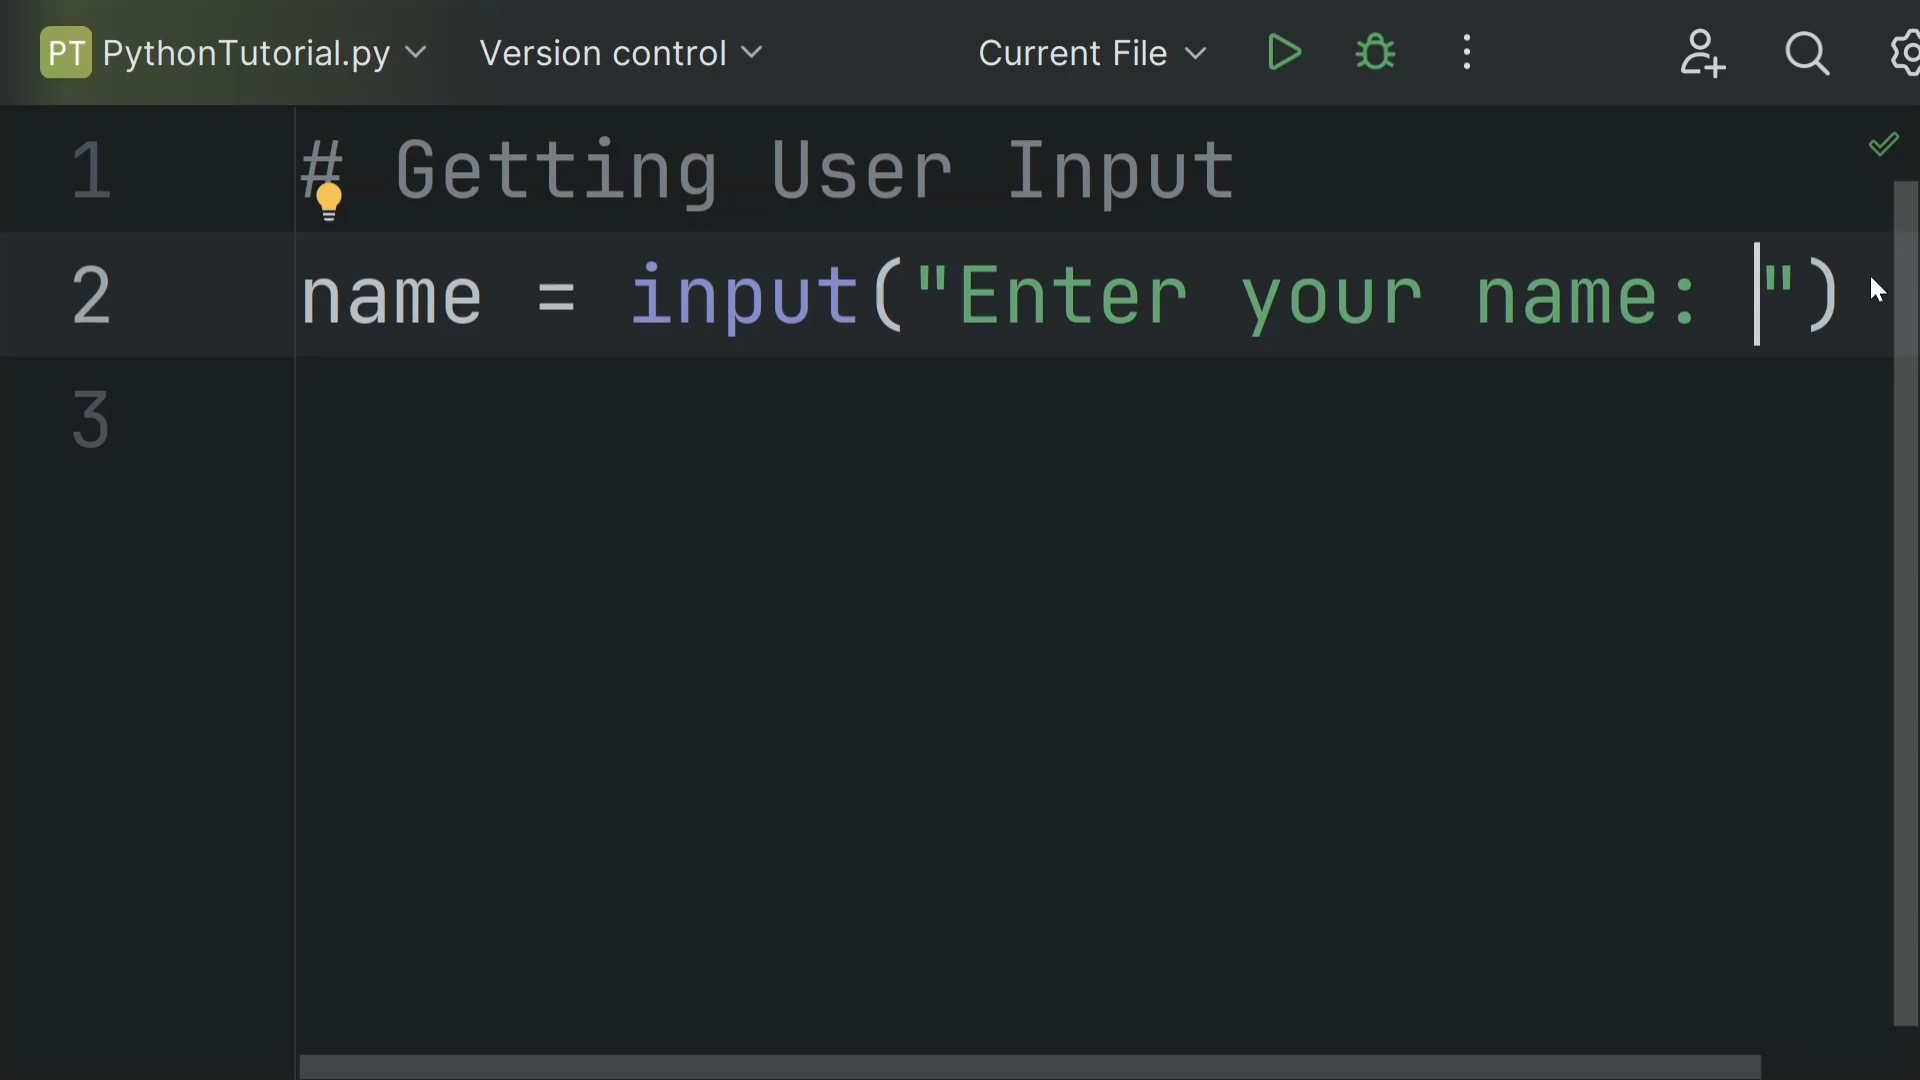 PT PythonTutorial.py Version control Current File
1 # Getting User Input
2 name = input("Enter your name: ")
3